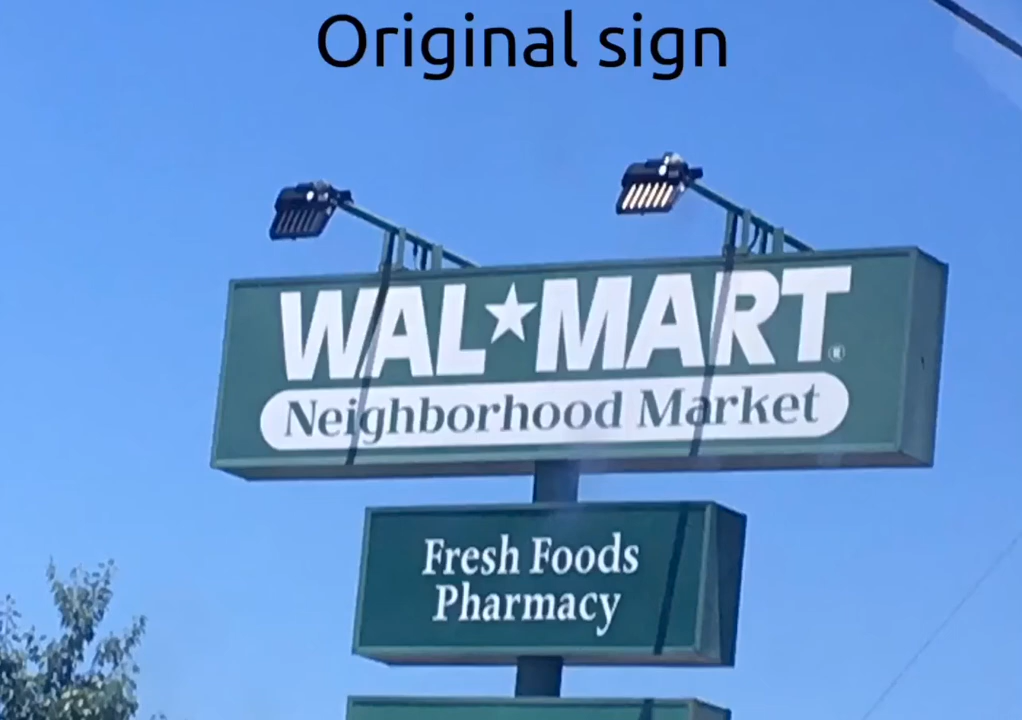 Original sign
WAL★MART®
Neighborhood Market
Fresh Foods
Pharmacy